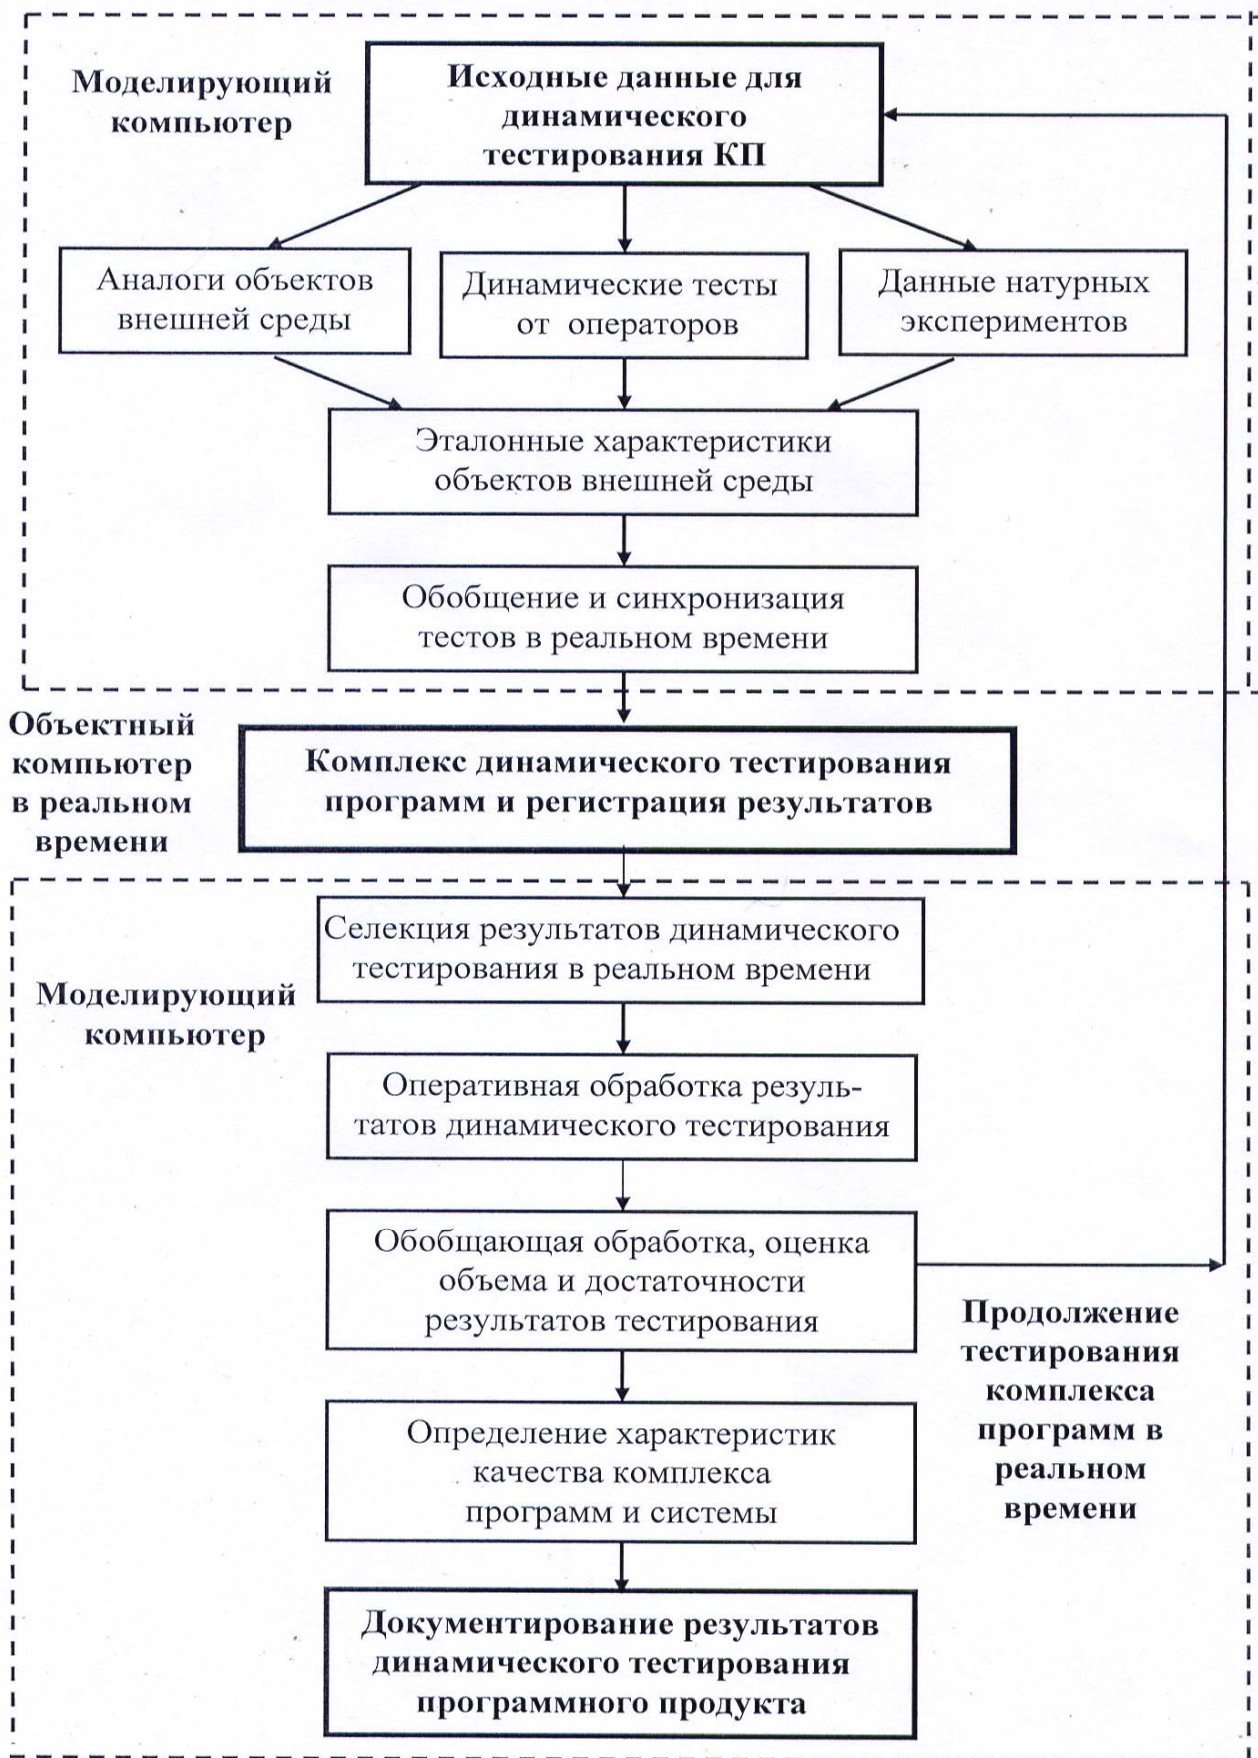 Моделирующий
компьютер
Исходные данные для
динамического
тестирования КП
Аналоги объектов
внешней среды
Динамические тесты
от операторов
Данные натурных
экспериментов
Эталонные характеристики
объектов внешней среды
Обобщение и синхронизация
тестов в реальном времени
Объектный
компьютер
в реальном
времени
Комплекс динамического тестирования
программ и регистрация результатов
Селекция результатов динамического
тестирования в реальном времени
Моделирующий
компьютер
Оперативная обработка резуль-
татов динамического тестирования
Обобщающая обработка, оценка
объема и достаточности
результатов тестирования
Продолжение
тестирования
комплекса
программ в
реальном
времени
Определение характеристик
качества комплекса
программ и системы
Документирование результатов
динамического тестирования
программного продукта